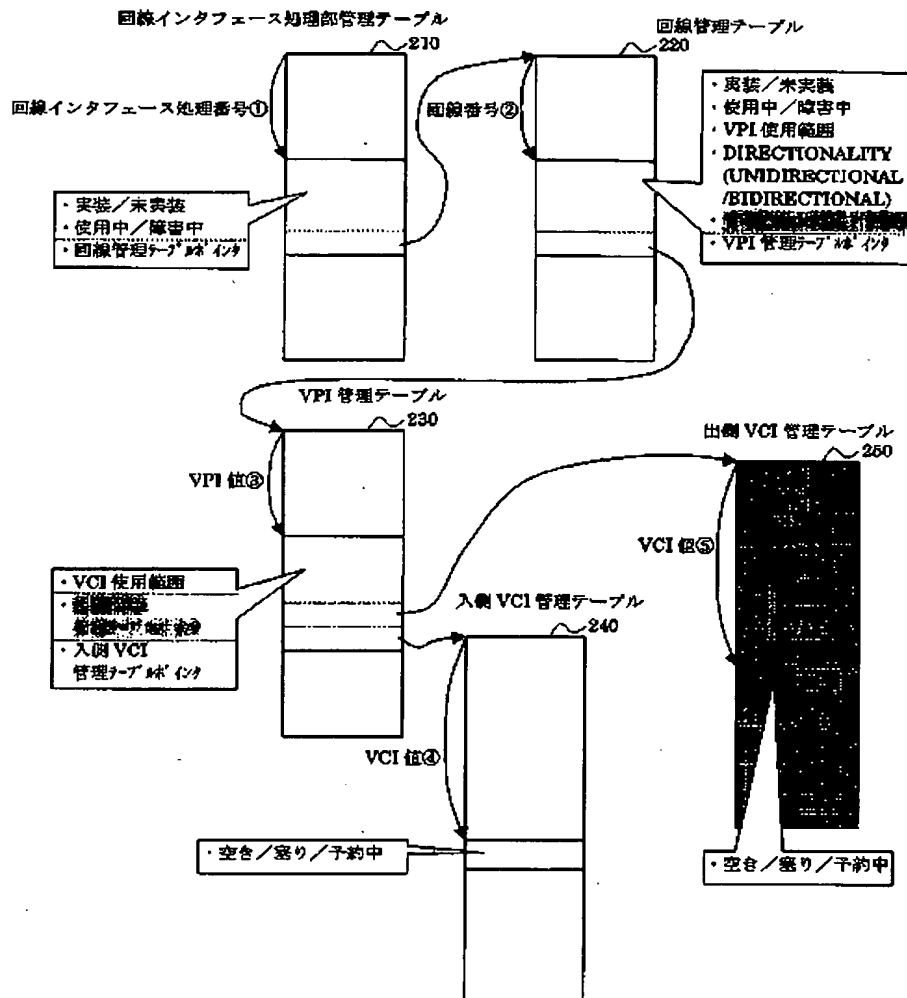 回線インタフェース処理部管理テーブル
210
回線インタフェース処理番号①
・実装／未実装
・使用中／障害中
・回線管理テーブルポインタ
回線管理テーブル
220
回線番号②
・実装／未実装
・使用中／障害中
・VPI 使用範囲
・DIRECTIONALITY
(UNIDIRECTIONAL
/BIDIRECTIONAL)
・VPI 管理テーブルポインタ
VPI 管理テーブル
230
VPI 値③
・VCI 使用範囲
・入側 VCI
管理テーブルポインタ
出側 VCI 管理テーブル
250
VCI 値⑤
・空き／塞り／予約中
入側 VCI 管理テーブル
240
VCI 値④
・空き／塞り／予約中